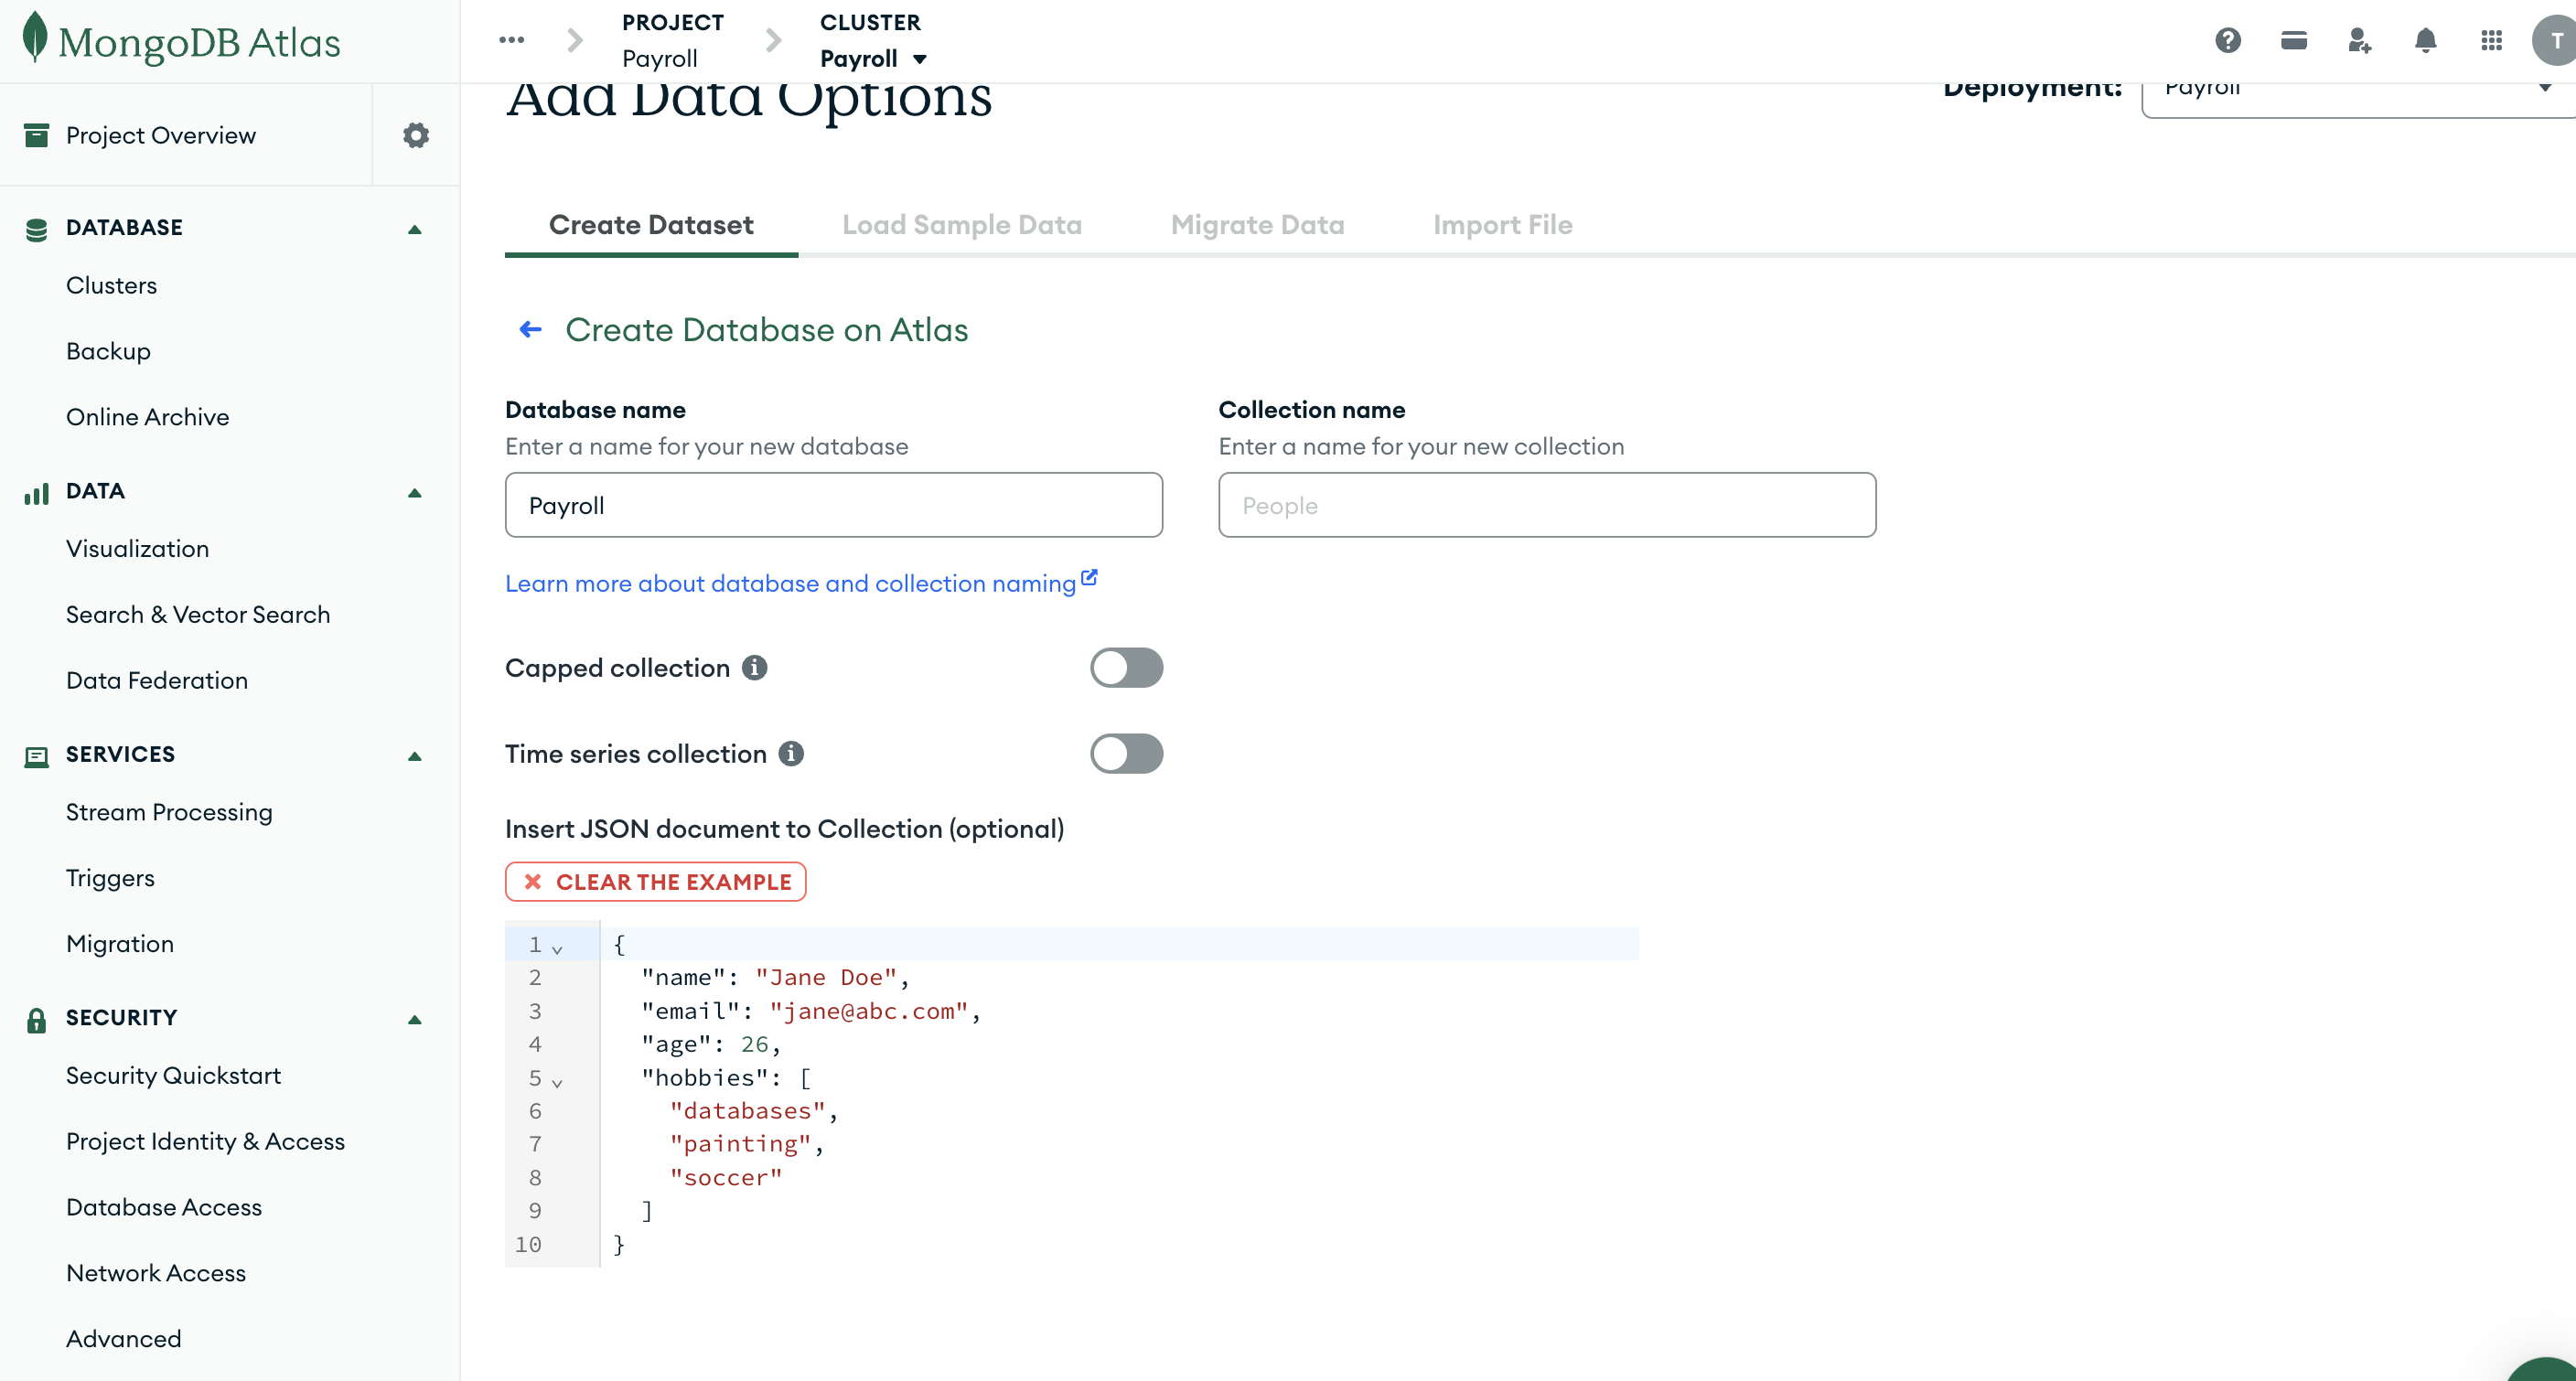 MongoDB Atlas
PROJECT
Payroll
CLUSTER
Payroll
T
Project Overview
DATABASE
Clusters
Backup
Online Archive
DATA
Visualization
Search & Vector Search
Data Federation
SERVICES
Stream Processing
Triggers
Migration
SECURITY
Security Quickstart
Project Identity & Access
Database Access
Network Access
Advanced
Add Data Options
Deployment: Payroll
Create Dataset Load Sample Data Migrate Data Import File
Create Database on Atlas
Database name
Enter a name for your new database
Payroll
Collection name
Enter a name for your new collection
People
Learn more about database and collection naming
Capped collection
Time series collection
Insert JSON document to Collection (optional)
CLEAR THE EXAMPLE
1 {
2 "name": "Jane Doe",
3 "email": "jane@abc.com",
4 "age": 26,
5 "hobbies": [
6 "databases",
7 "painting",
8 "soccer"
9 ]
10 }